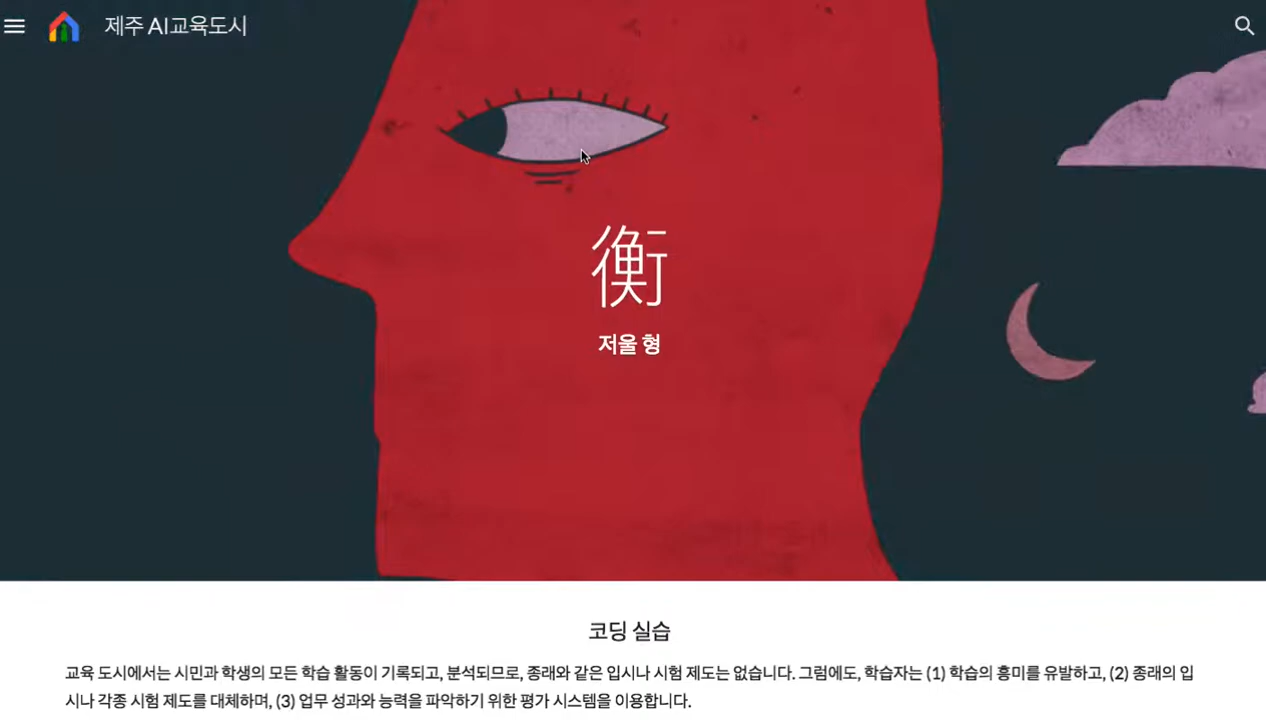 제주 AI교육도시
衡
저울 형
코딩 실습
교육 도시에서는 시민과 학생의 모든 학습 활동이 기록되고, 분석되므로, 종래와 같은 입시나 시험 제도는 없습니다. 그럼에도, 학습자는 (1) 학습의 흥미를 유발하고, (2) 종래의 입
시나 각종 시험 제도를 대체하며, (3) 업무 성과와 능력을 파악하기 위한 평가 시스템을 이용합니다.